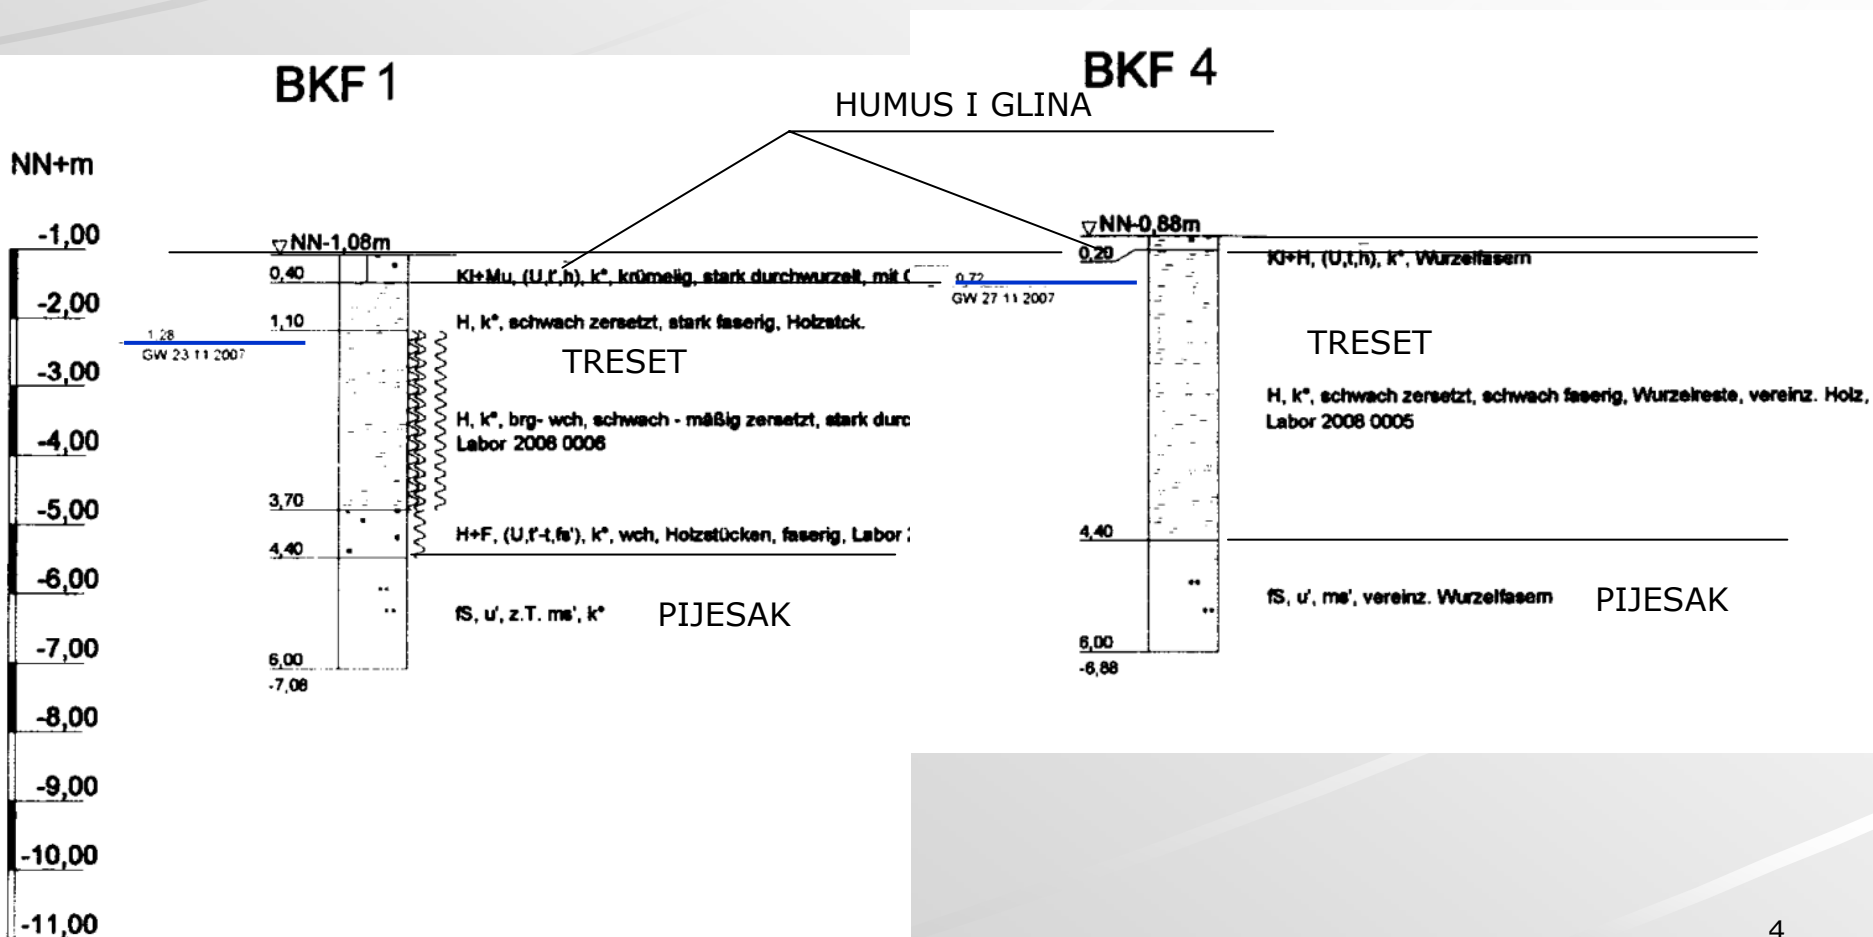 BKF 1
BKF 4
HUMUS I GLINA
NN+m
-1,00
-2,00
-3,00
-4,00
-5,00
-6,00
-7,00
-8,00
-9,00
-10,00
-11,00
NN-1,08m
0,40
Kl+Mu, (U,t',h), k°, krümelig, stark durchwurzelt, mit
1,10
H, k°, schwach zersetzt, stark faserig, Holzstck.
1,28
GW 23 11 2007
TRESET
H, k°, brg- wch, schwach - mäßig zersetzt, stark durc
Labor 2008 0006
3,70
H+F, (U,t'-t,fs'), k°, wch, Holzstücken, faserig, Labor
4,40
fS, u', z.T. ms', k°
PIJESAK
6,00
-7,08
NN-0,88m
0,20
Kl+H, (U,t,h), k°, Wurzelfasern
0,72
GW 27 11 2007
TRESET
H, k°, schwach zersetzt, schwach faserig, Wurzelreste, vereinz. Holz,
Labor 2008 0005
4,40
fS, u', ms', vereinz. Wurzelfasern
PIJESAK
6,00
-6,88
4